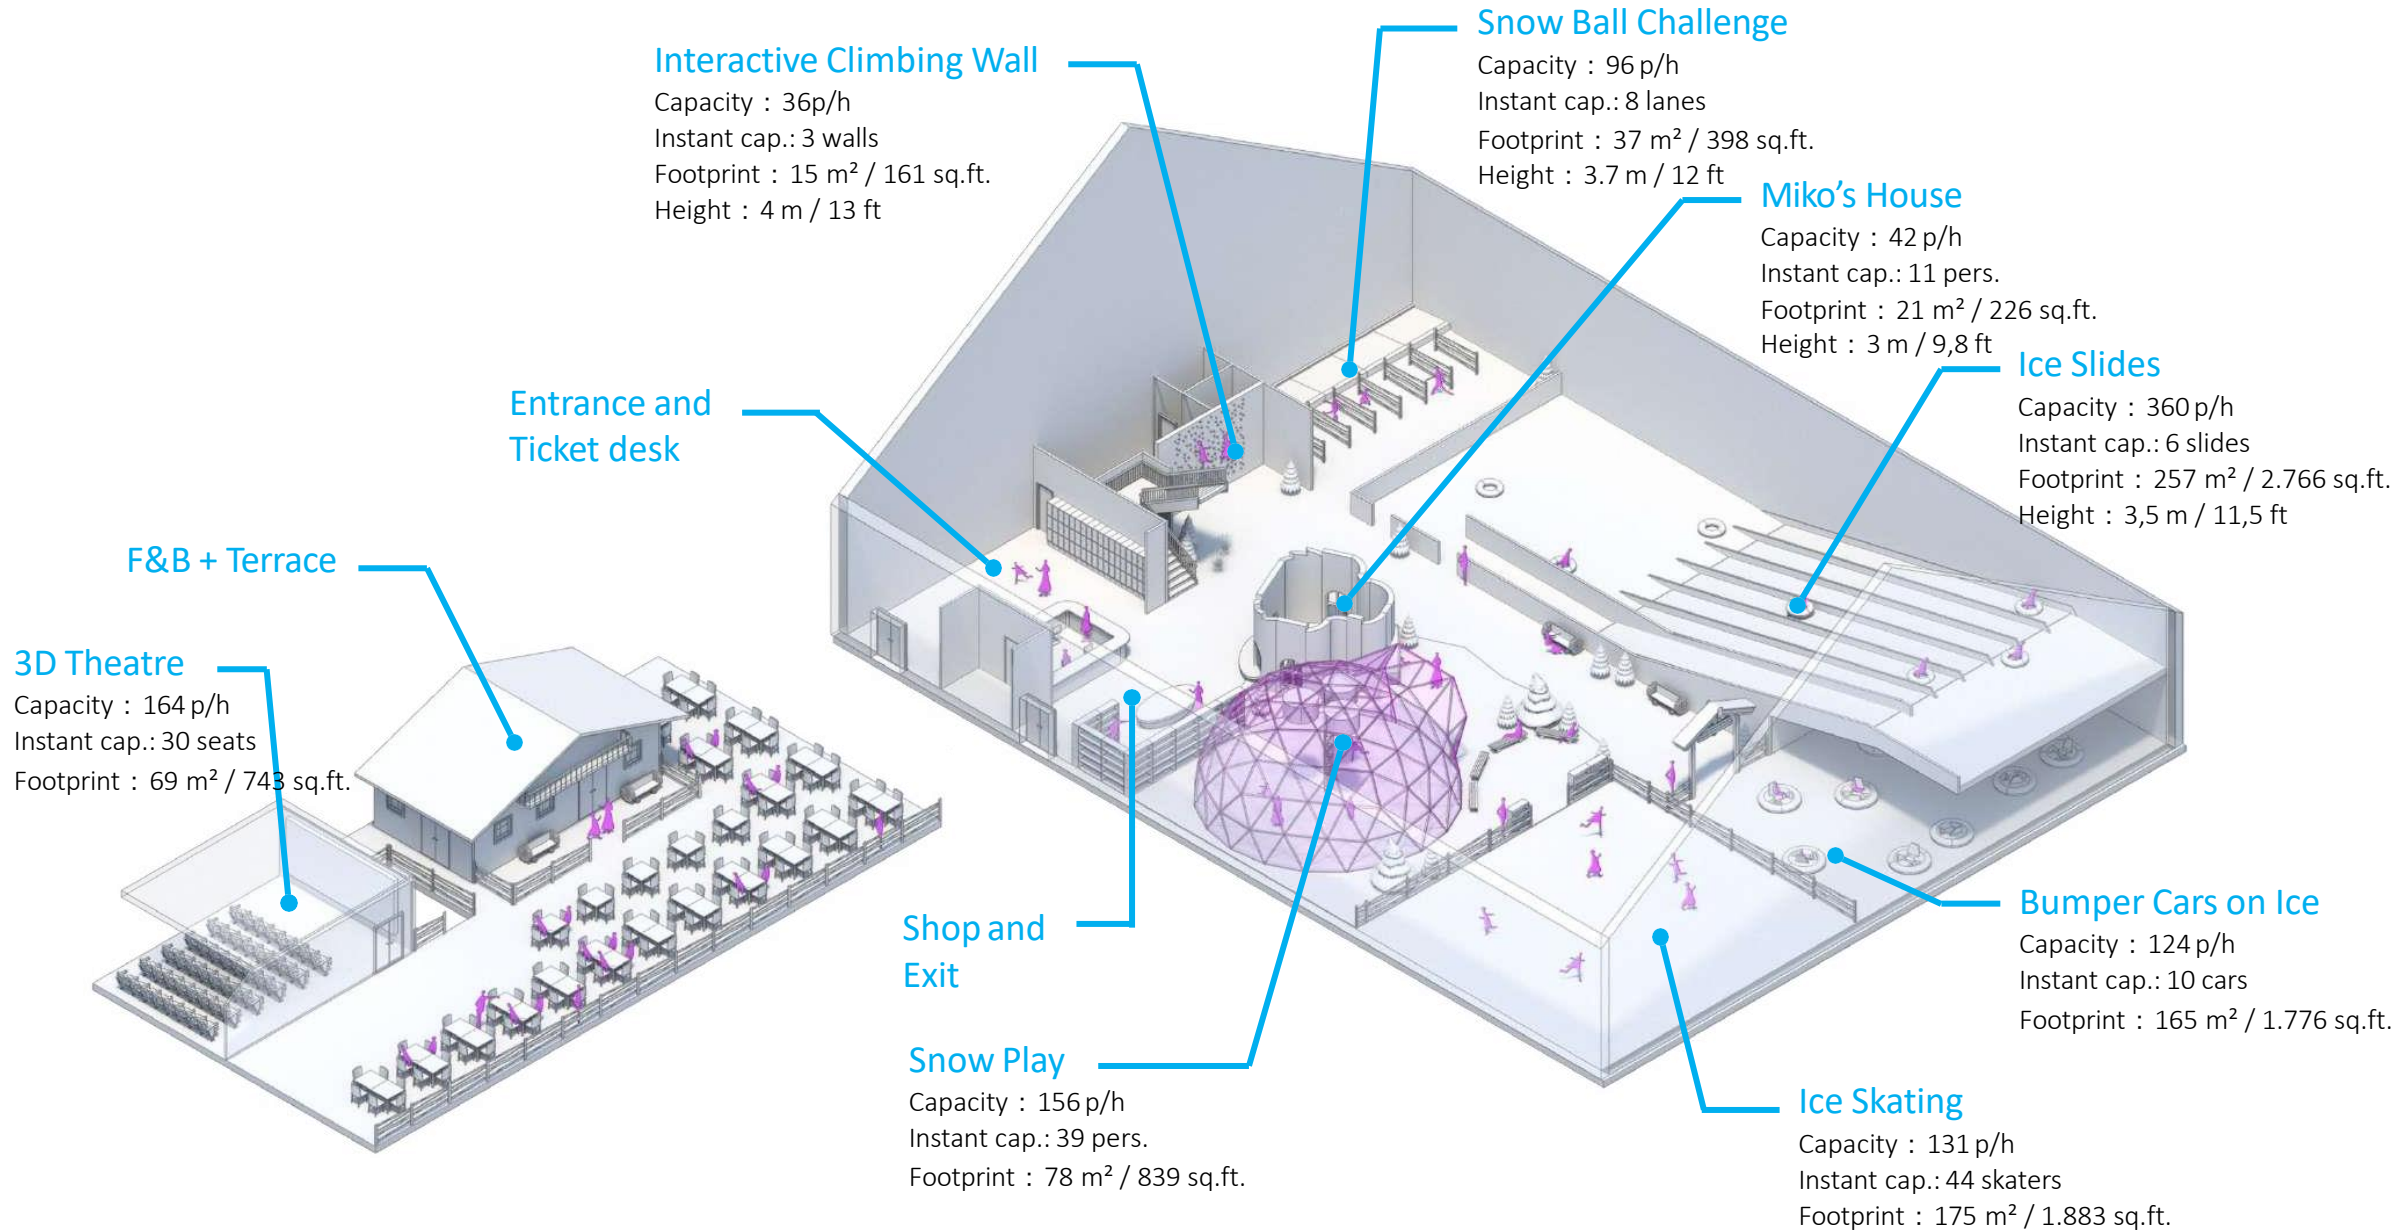 Snow Ball Challenge
Capacity : 96 p/h
Instant cap.: 8 lanes
Footprint : 37 m² / 398 sq.ft.
Height : 3.7 m / 12 ft
Interactive Climbing Wall
Capacity : 36p/h
Instant cap.: 3 walls
Footprint : 15 m² / 161 sq.ft.
Height : 4 m / 13 ft
Miko’s House
Capacity : 42 p/h
Instant cap.: 11 pers.
Footprint : 21 m² / 226 sq.ft.
Height : 3 m / 9,8 ft
Ice Slides
Capacity : 360 p/h
Instant cap.: 6 slides
Footprint : 257 m² / 2.766 sq.ft.
Height : 3,5 m / 11,5 ft
Entrance and
Ticket desk
F&B + Terrace
3D Theatre
Capacity : 164 p/h
Instant cap.: 30 seats
Footprint : 69 m² / 743 sq.ft.
Shop and
Exit
Bumper Cars on Ice
Capacity : 124 p/h
Instant cap.: 10 cars
Footprint : 165 m² / 1.776 sq.ft.
Snow Play
Capacity : 156 p/h
Instant cap.: 39 pers.
Footprint : 78 m² / 839 sq.ft.
Ice Skating
Capacity : 131 p/h
Instant cap.: 44 skaters
Footprint : 175 m² / 1.883 sq.ft.